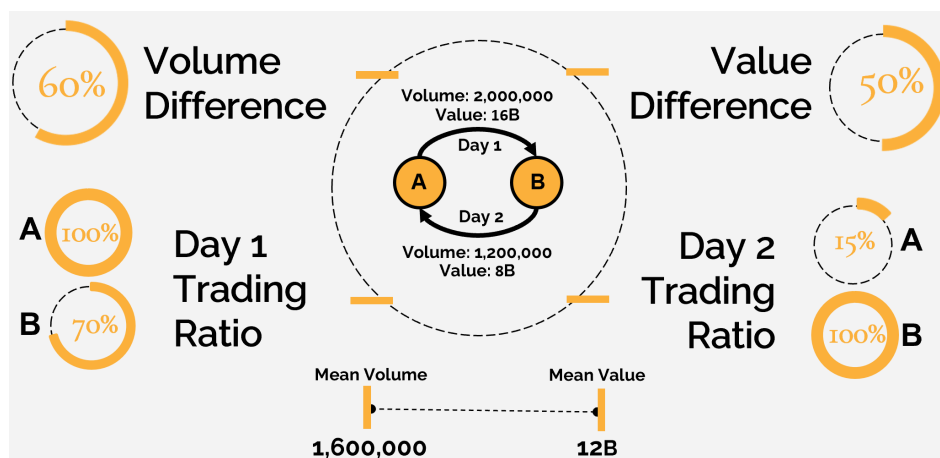 60%
Volume
Difference
Value
Difference
50%
Volume: 2,000,000
Value: 16B
Day 1
A
B
Day 2
Volume: 1,200,000
Value: 8B
A
100%
B
70%
Day 1
Trading
Ratio
Day 2
Trading
Ratio
15%
A
100%
B
Mean Volume
1,600,000
Mean Value
12B